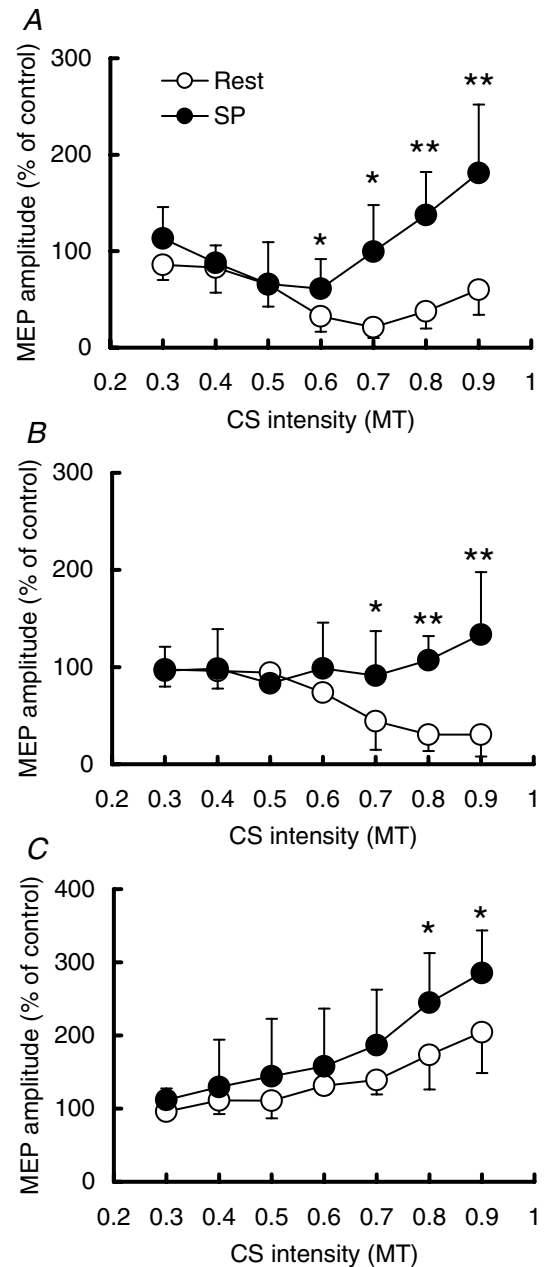 A
MEP amplitude (% of control)
300
200
100
0
Rest
SP
*
*
**
**
0.2 0.3 0.4 0.5 0.6 0.7 0.8 0.9 1
CS intensity (MT)
B
MEP amplitude (% of control)
300
200
100
0
*
**
**
0.2 0.3 0.4 0.5 0.6 0.7 0.8 0.9 1
CS intensity (MT)
C
MEP amplitude (% of control)
400
300
200
100
0
*
*
0.2 0.3 0.4 0.5 0.6 0.7 0.8 0.9 1
CS intensity (MT)